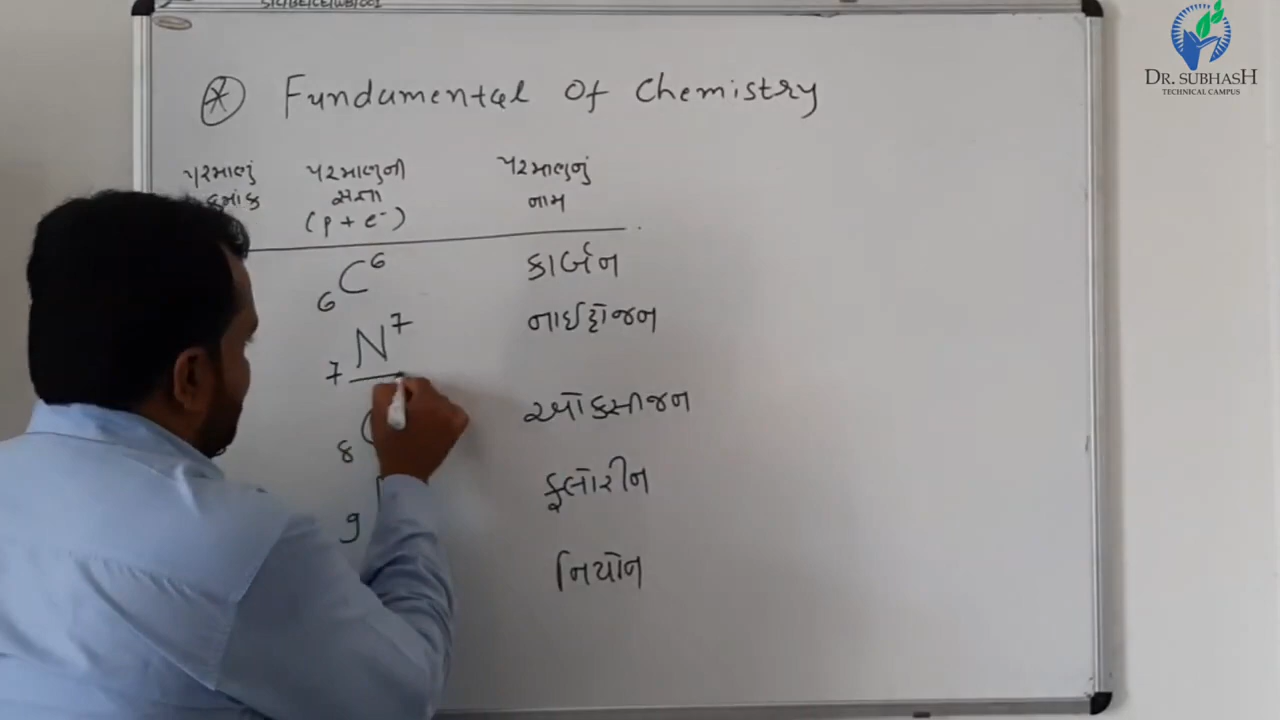 Fundamental Of Chemistry
પરમાણું પરમાણુની પરમાણુનું
ક્રમાંક સંજ્ઞા નામ
(p + e⁻)
₆C⁶ કાર્બન
₇N⁷ નાઈટ્રોજન
8 ઓક્સીજન
9 ફ્લોરીન
નિયોન
DR. SUBHASH
TECHNICAL CAMPUS